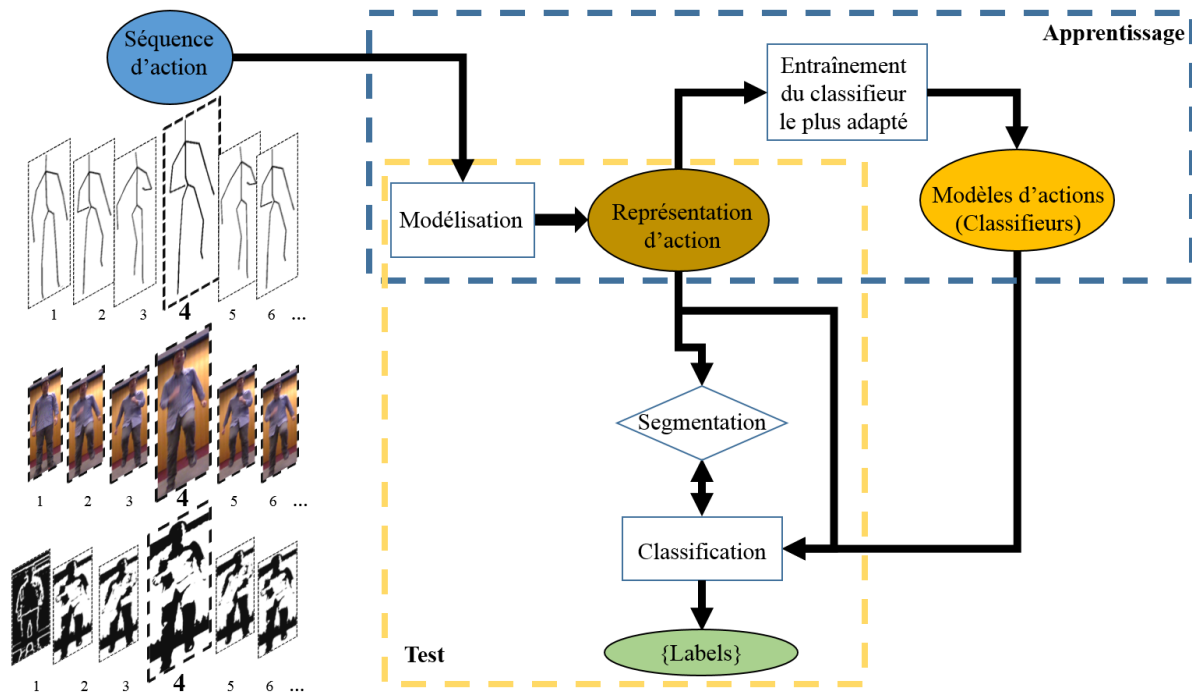 Séquence
d'action
Apprentissage
Entraînement
du classifieur
le plus adapté
Modélisation
Représentation
d'action
Modèles d'actions
(Classifieurs)
1 2 3 4 5 6 ...
Segmentation
1 2 3 4 5 6 ...
Classification
Test
{Labels}
1 2 3 4 5 6 ...